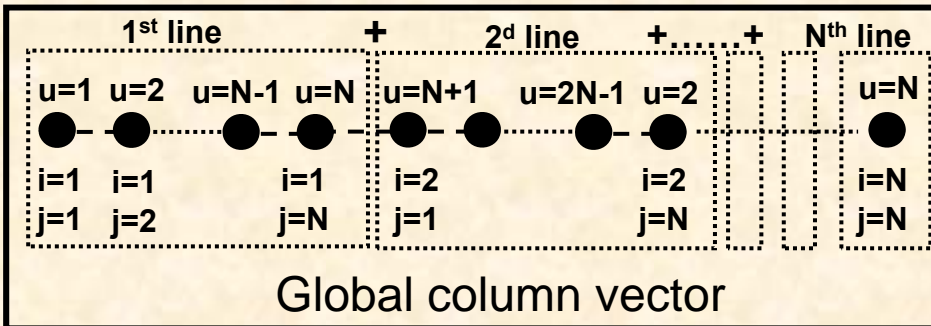 1st line + 2d line +......+ Nth line
u=1 u=2 u=N-1 u=N u=N+1 u=2N-1 u=2 u=N
i=1 i=1 i=1 i=2 i=2 i=N
j=1 j=2 j=N j=1 j=N j=N
Global column vector